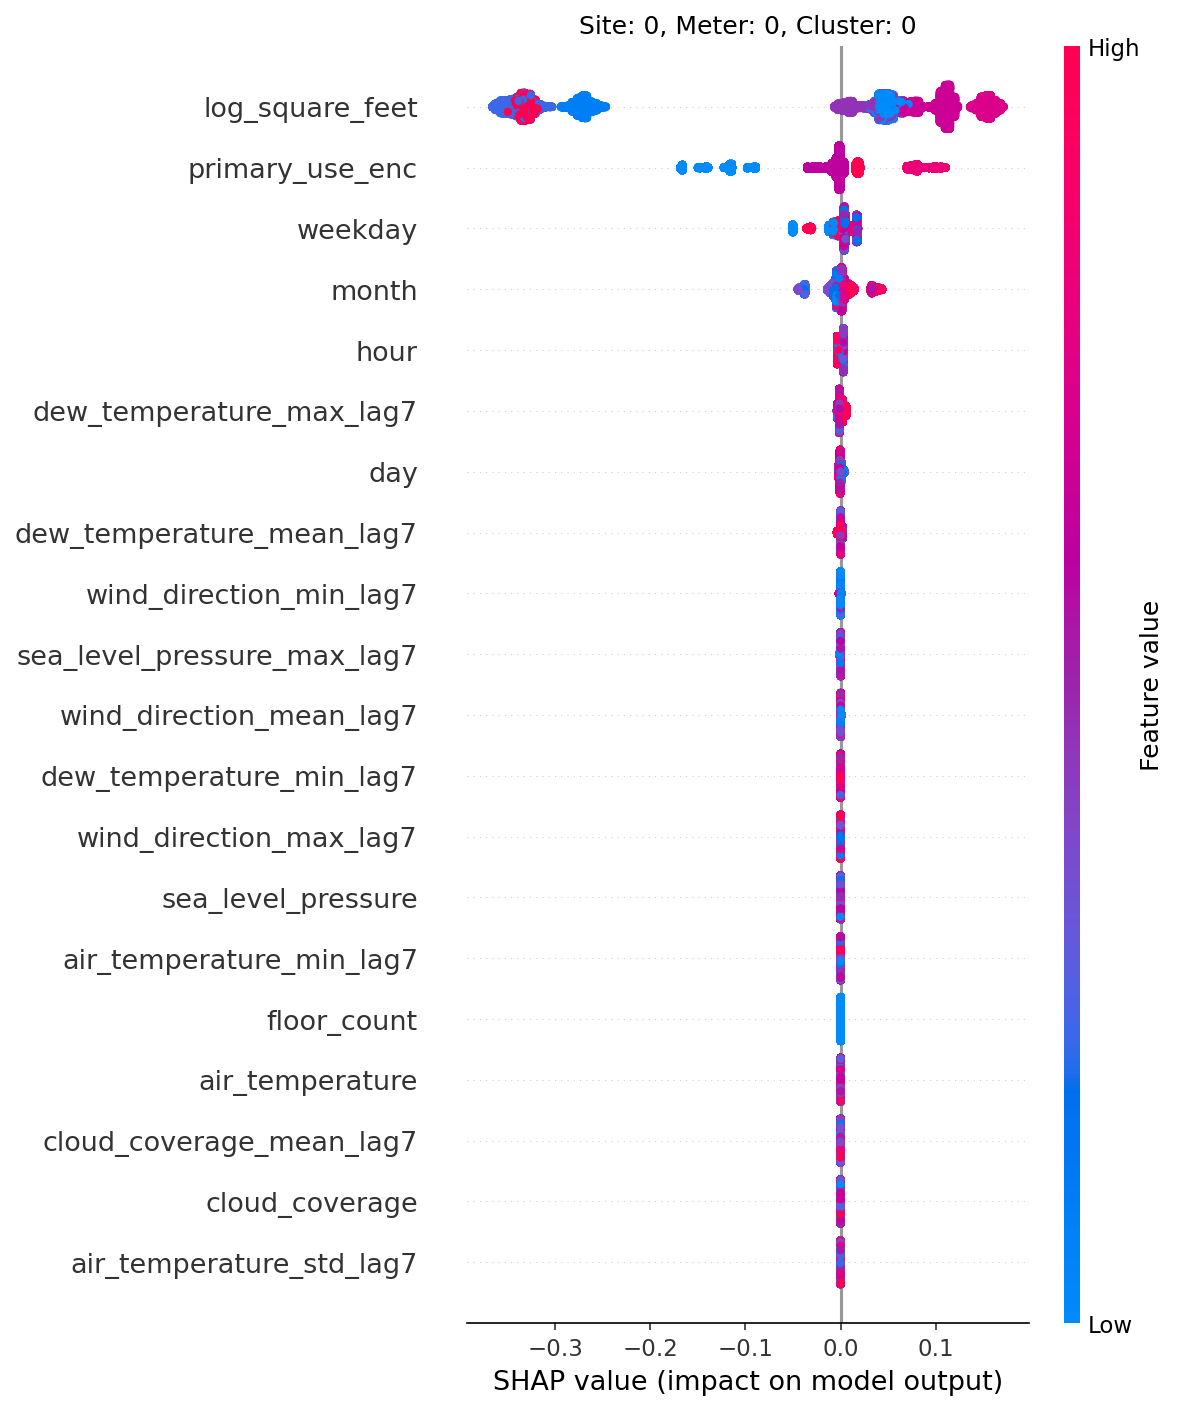 Site: 0, Meter: 0, Cluster: 0
High
log_square_feet
primary_use_enc
weekday
month
hour
dew_temperature_max_lag7
day
dew_temperature_mean_lag7
wind_direction_min_lag7
sea_level_pressure_max_lag7
wind_direction_mean_lag7
dew_temperature_min_lag7
wind_direction_max_lag7
sea_level_pressure
air_temperature_min_lag7
floor_count
air_temperature
cloud_coverage_mean_lag7
cloud_coverage
air_temperature_std_lag7
Feature value
Low
−0.3 −0.2 −0.1 0.0 0.1
SHAP value (impact on model output)